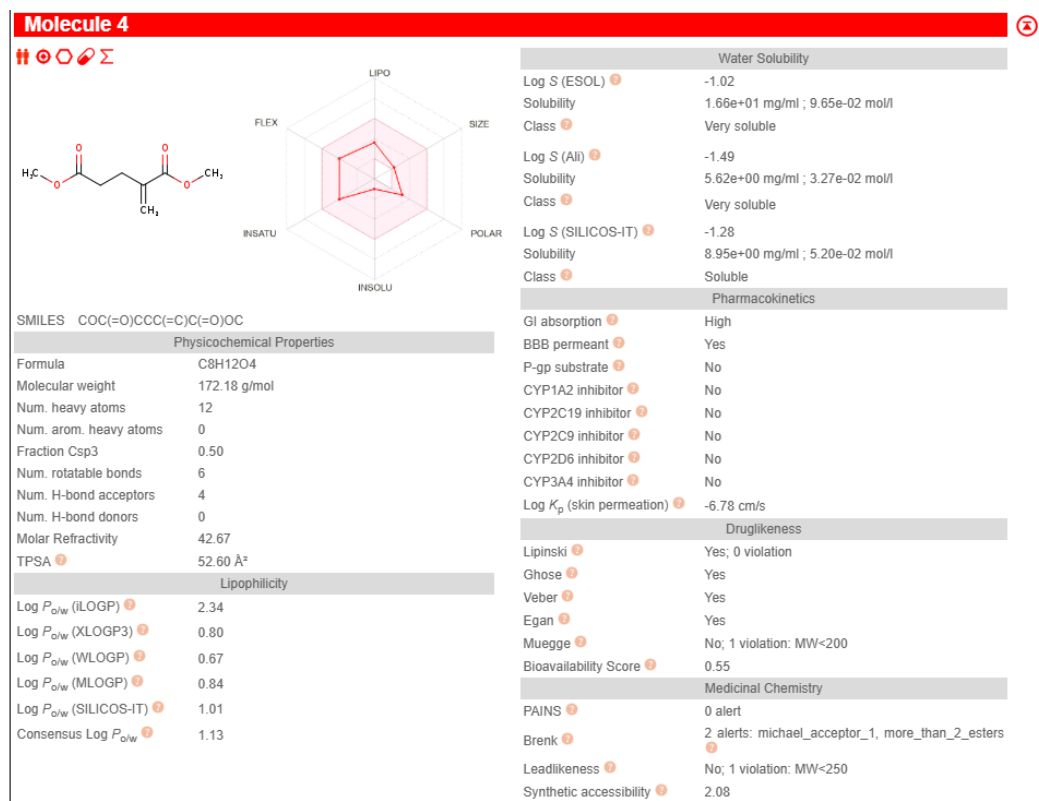 Molecule 4
LIPO
FLEX
SIZE
INSATU
POLAR
INSOLU
H₃C
O
O
O
O
CH₃
CH₂
SMILES COC(=O)CCC(=C)C(=O)OC
Physicochemical Properties
Formula C8H12O4
Molecular weight 172.18 g/mol
Num. heavy atoms 12
Num. arom. heavy atoms 0
Fraction Csp3 0.50
Num. rotatable bonds 6
Num. H-bond acceptors 4
Num. H-bond donors 0
Molar Refractivity 42.67
TPSA ? 52.60 Å²
Lipophilicity
Log Po/w (iLOGP) ? 2.34
Log Po/w (XLOGP3) ? 0.80
Log Po/w (WLOGP) ? 0.67
Log Po/w (MLOGP) ? 0.84
Log Po/w (SILICOS-IT) ? 1.01
Consensus Log Po/w ? 1.13
Water Solubility
Log S (ESOL) ? -1.02
Solubility 1.66e+01 mg/ml ; 9.65e-02 mol/l
Class ? Very soluble
Log S (Ali) ? -1.49
Solubility 5.62e+00 mg/ml ; 3.27e-02 mol/l
Class ? Very soluble
Log S (SILICOS-IT) ? -1.28
Solubility 8.95e+00 mg/ml ; 5.20e-02 mol/l
Class ? Soluble
Pharmacokinetics
GI absorption ? High
BBB permeant ? Yes
P-gp substrate ? No
CYP1A2 inhibitor ? No
CYP2C19 inhibitor ? No
CYP2C9 inhibitor ? No
CYP2D6 inhibitor ? No
CYP3A4 inhibitor ? No
Log Kp (skin permeation) ? -6.78 cm/s
Druglikeness
Lipinski ? Yes; 0 violation
Ghose ? Yes
Veber ? Yes
Egan ? Yes
Muegge ? No; 1 violation: MW<200
Bioavailability Score ? 0.55
Medicinal Chemistry
PAINS ? 0 alert
Brenk ? 2 alerts: michael_acceptor_1, more_than_2_esters
?
Leadlikeness ? No; 1 violation: MW<250
Synthetic accessibility ? 2.08